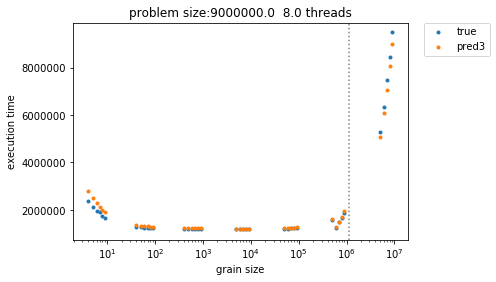 problem size:9000000.0  8.0 threads
true
pred3
8000000
6000000
4000000
2000000
execution time
10¹
10²
10³
10⁴
10⁵
10⁶
10⁷
grain size